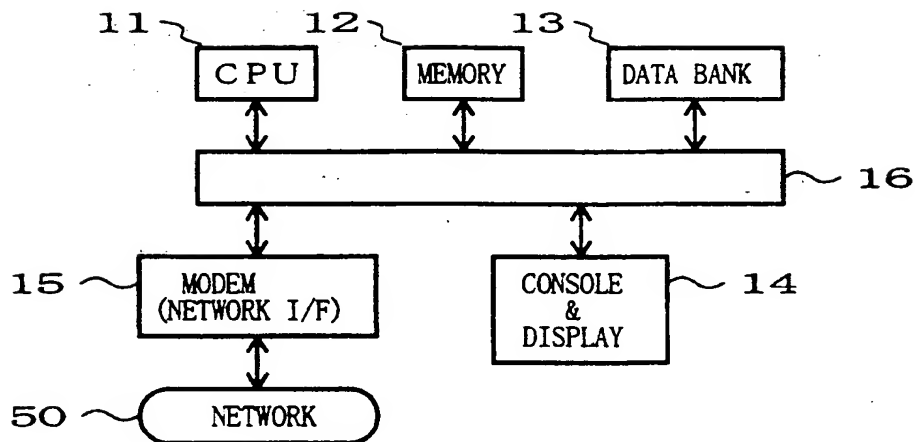 11
12
13
CPU
MEMORY
DATA BANK
16
15
MODEM
(NETWORK I/F)
CONSOLE
&
DISPLAY
14
50
NETWORK